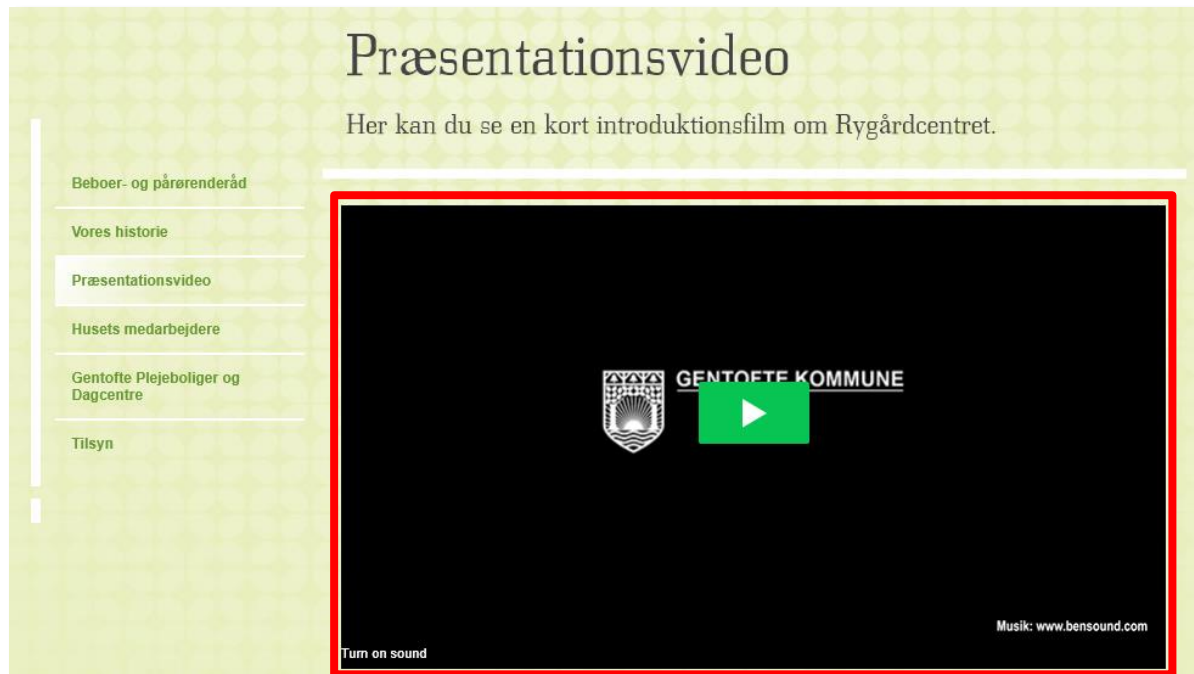 Præsentationsvideo
Her kan du se en kort introduktionsfilm om Rygårdcentret.
Beboer- og pårørenderåd
Vores historie
Præsentationsvideo
Husets medarbejdere
Gentofte Plejeboliger og
Dagcentre
Tilsyn
GENTOFTE KOMMUNE
Musik: www.bensound.com
Turn on sound